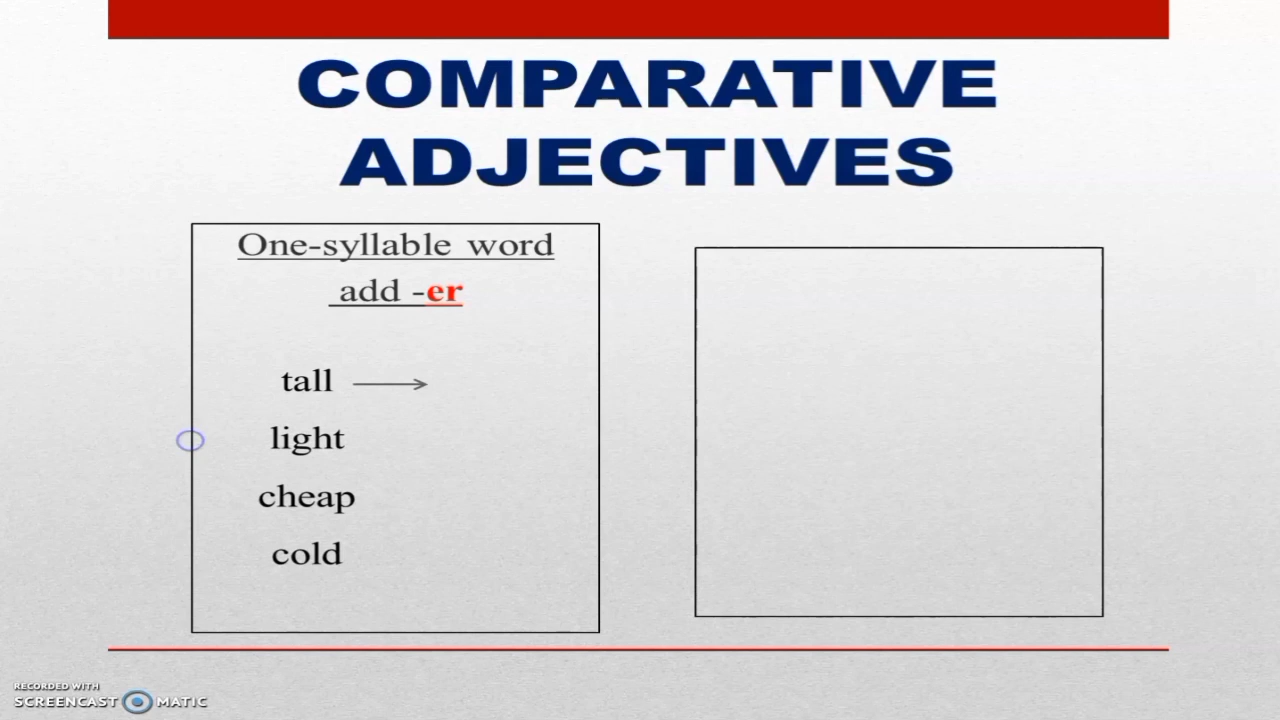 COMPARATIVE
ADJECTIVES
One-syllable word
add -er
tall
light
cheap
cold
RECORDED WITH
SCREENCAST MATIC